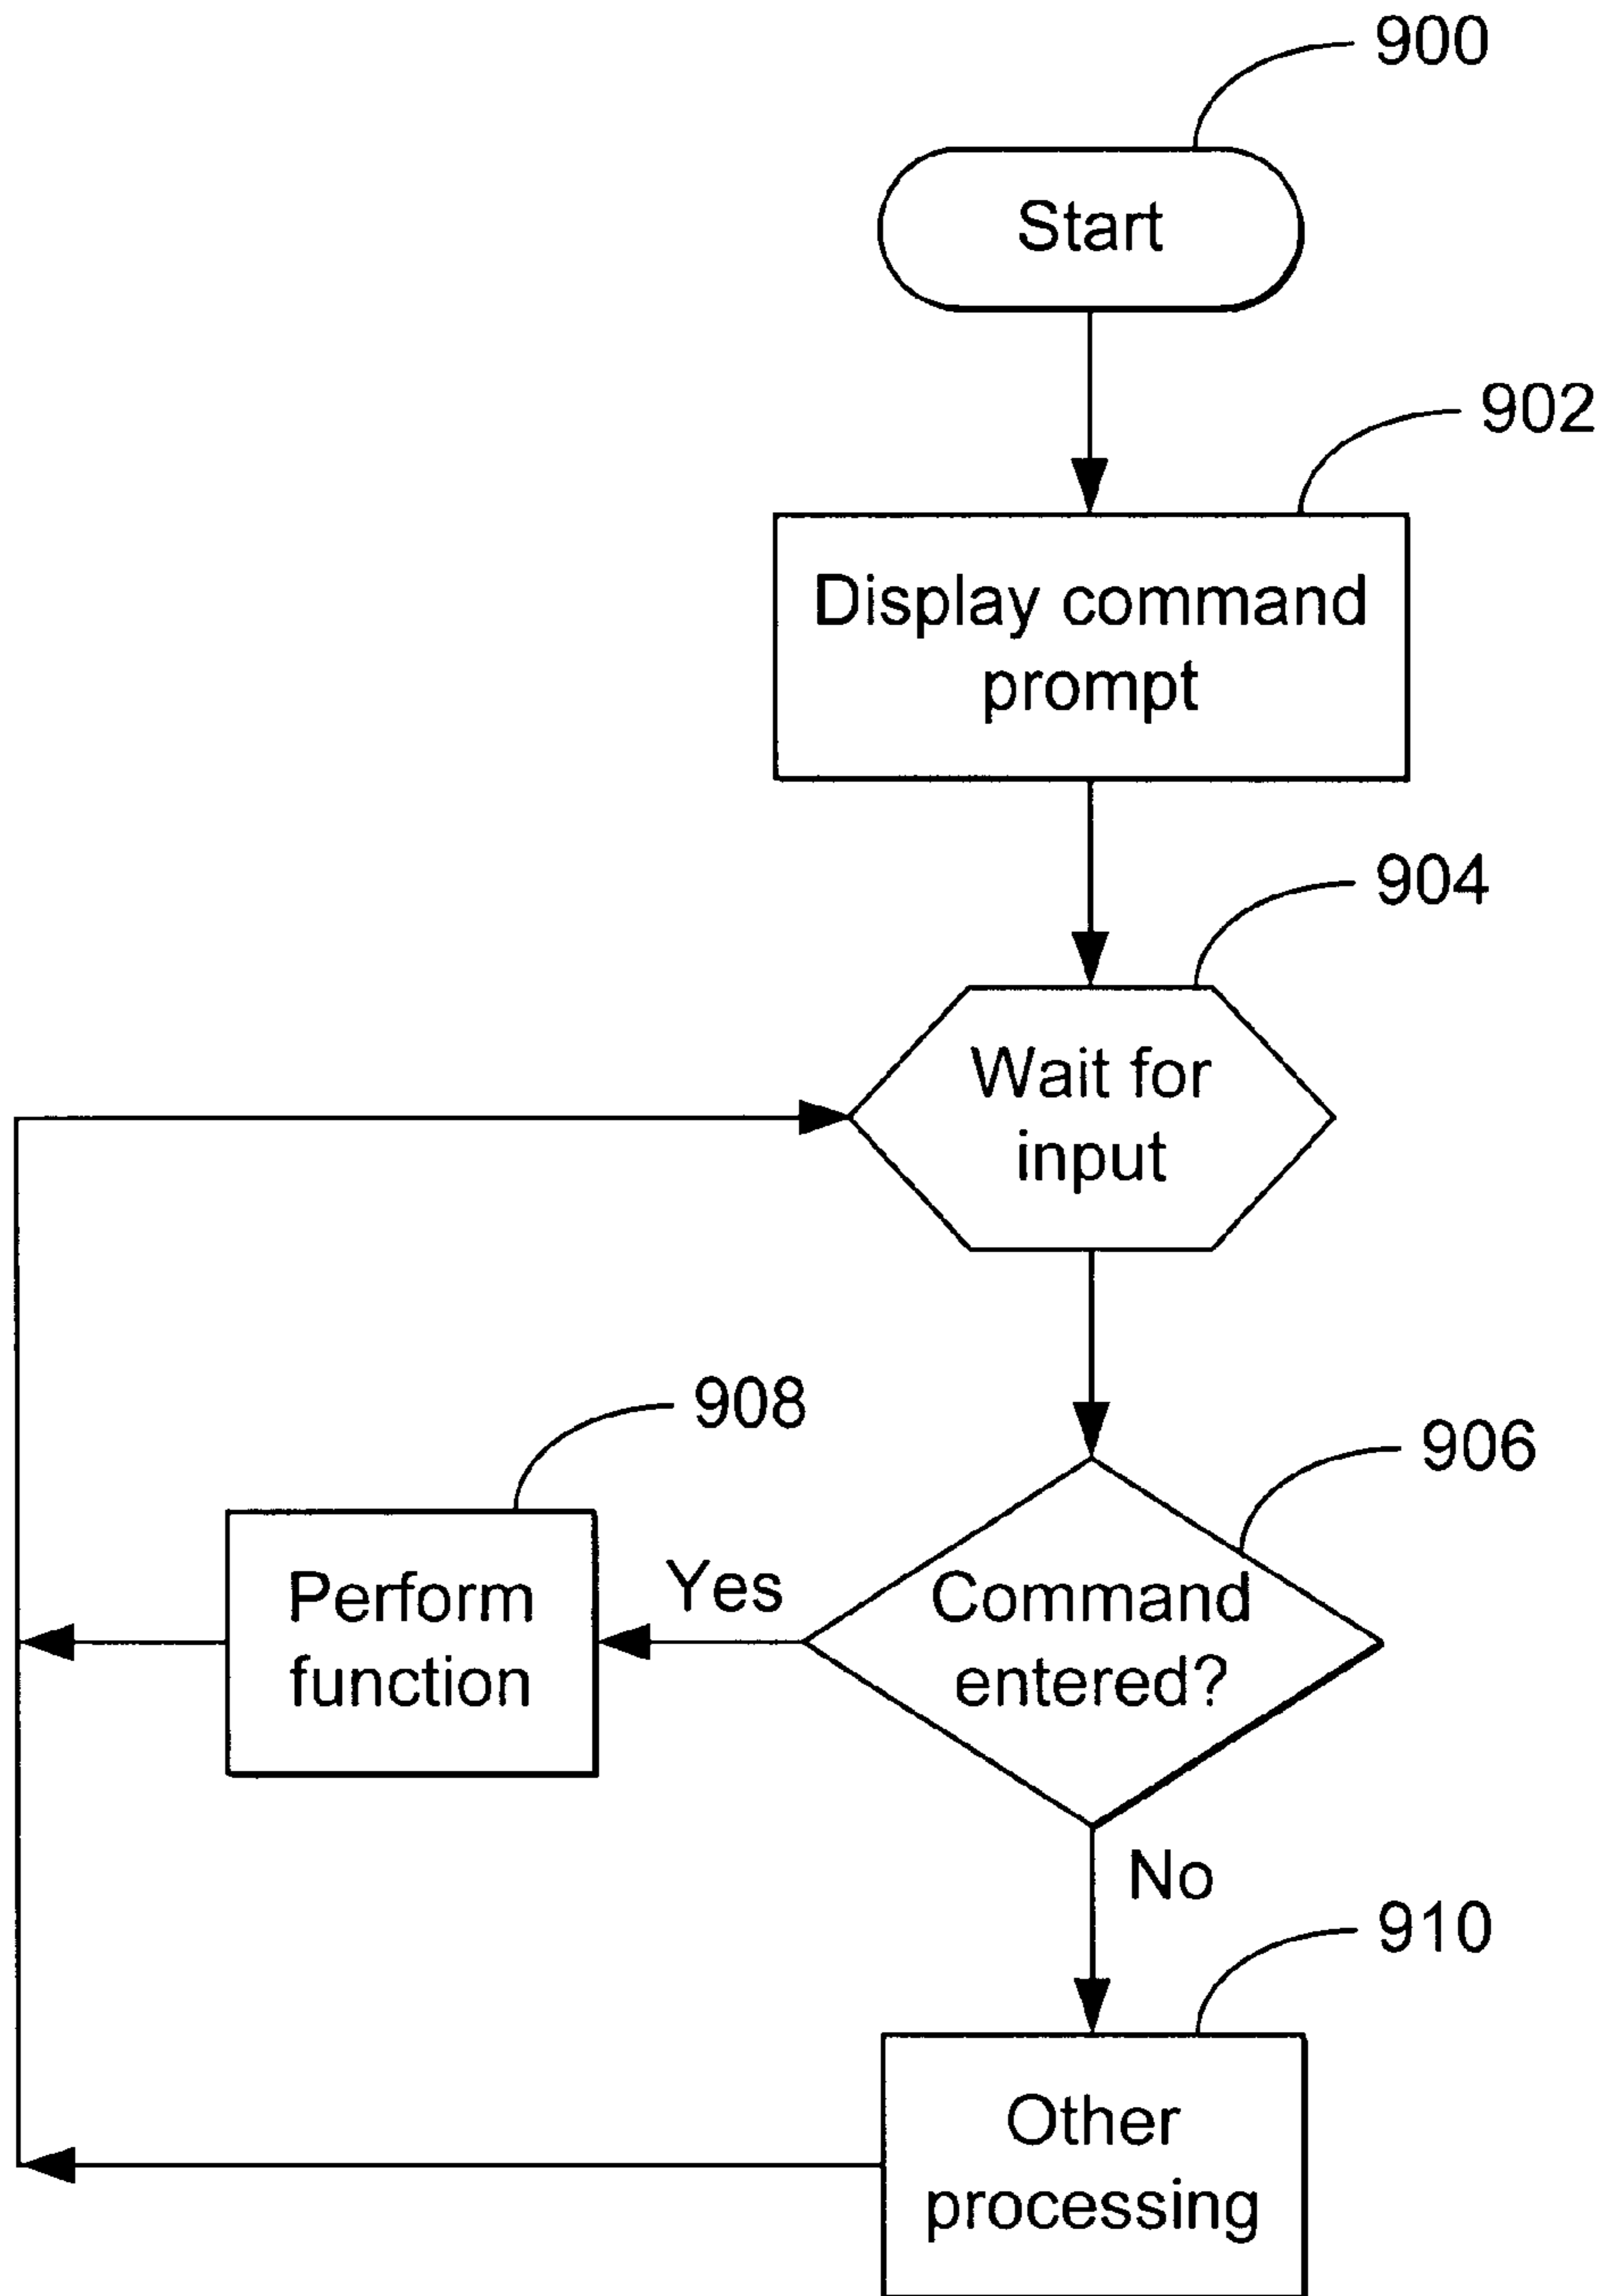 900
Start
902
Display command
prompt
904
Wait for
input
908
906
Perform
function
Yes
Command
entered?
No
910
Other
processing